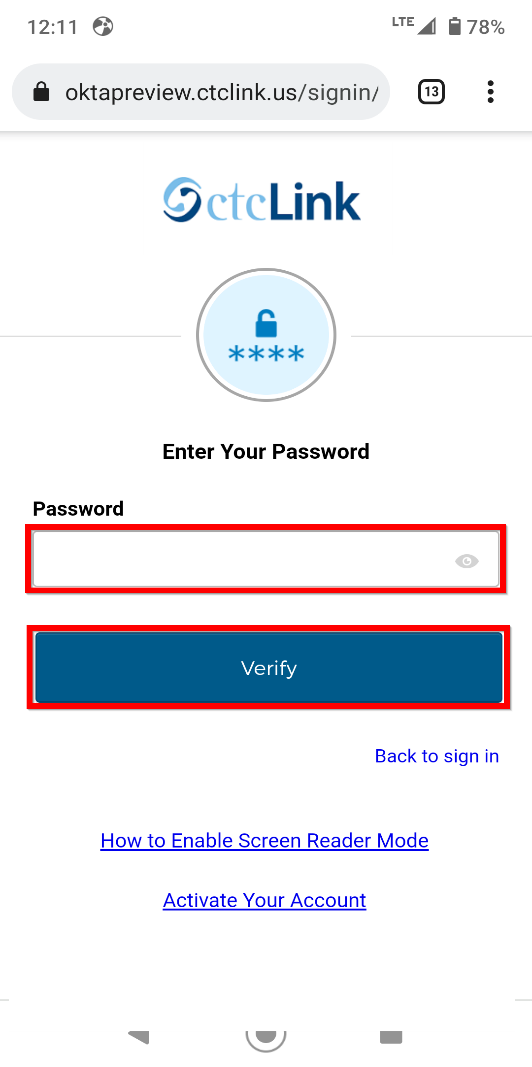 12:11
LTE
78%
oktapreview.ctclink.us/signin/
13
ctcLink
****
Enter Your Password
Password
Verify
Back to sign in
How to Enable Screen Reader Mode
Activate Your Account